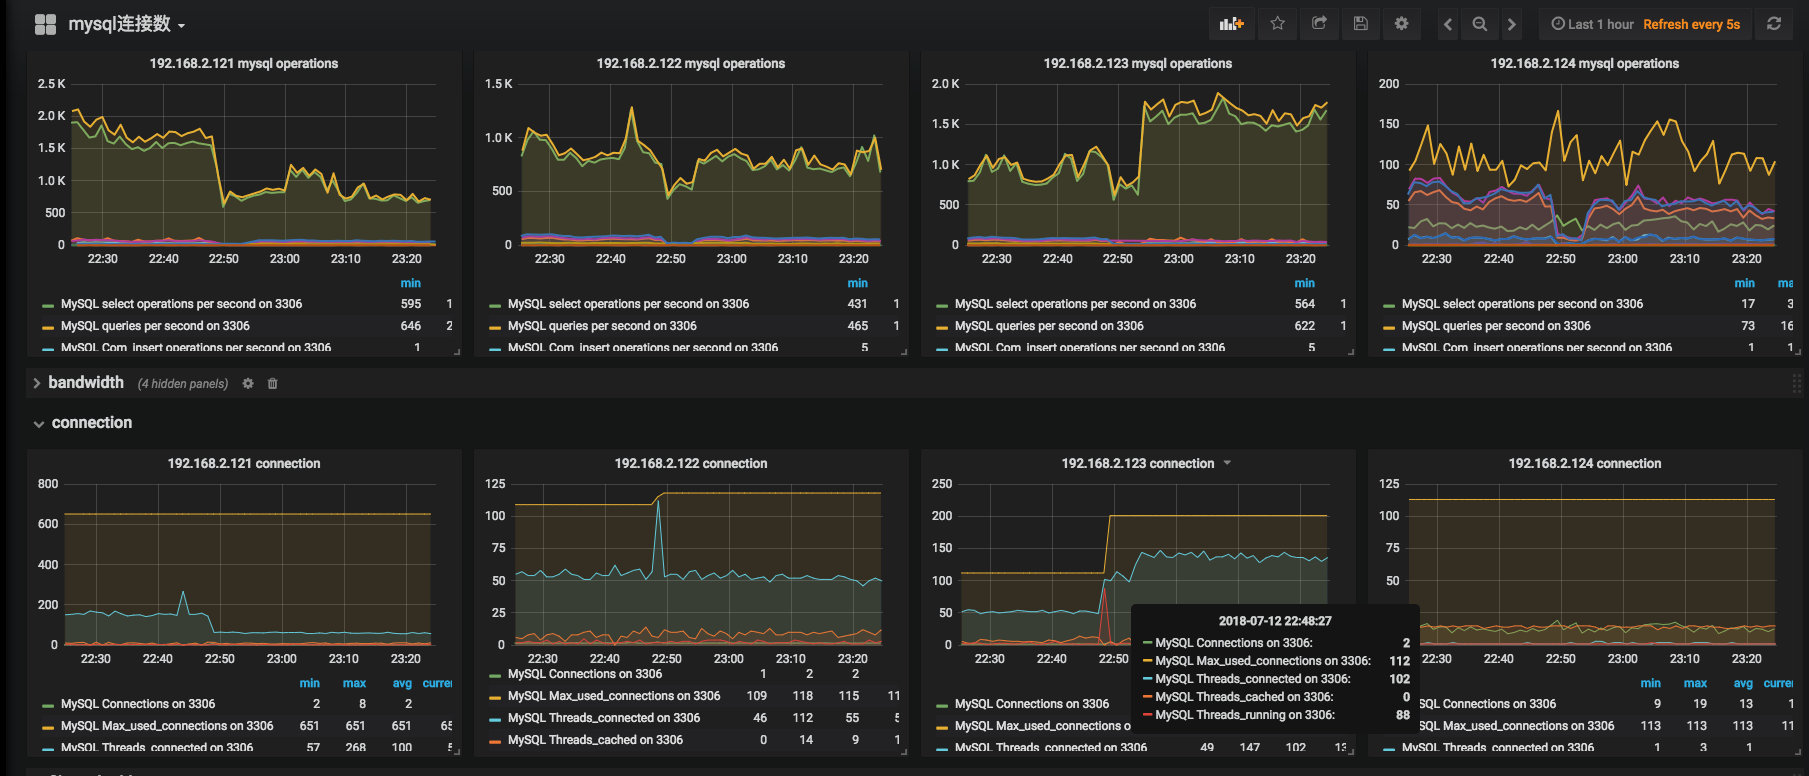 mysql连接数
Last 1 hour Refresh every 5s
192.168.2.121 mysql operations
2.5 K
2.0 K
1.5 K
1.0 K
500
0
22:30 22:40 22:50 23:00 23:10 23:20
min
MySQL select operations per second on 3306 595 1
MySQL queries per second on 3306 646 2
MySQL Com_insert operations per second on 3306 1
192.168.2.122 mysql operations
1.5 K
1.0 K
500
0
22:30 22:40 22:50 23:00 23:10 23:20
min
MySQL select operations per second on 3306 431 1
MySQL queries per second on 3306 465 1
MySQL Com_insert operations per second on 3306 5
192.168.2.123 mysql operations
2.0 K
1.5 K
1.0 K
500
0
22:30 22:40 22:50 23:00 23:10 23:20
min
MySQL select operations per second on 3306 564 1
MySQL queries per second on 3306 622 1
MySQL Com_insert operations per second on 3306 5
192.168.2.124 mysql operations
200
150
100
50
0
22:30 22:40 22:50 23:00 23:10 23:20
min ma
MySQL select operations per second on 3306 17 3
MySQL queries per second on 3306 73 16
MySQL Com_insert operations per second on 3306 1 1
bandwidth (4 hidden panels)
connection
192.168.2.121 connection
800
600
400
200
0
22:30 22:40 22:50 23:00 23:10 23:20
min max avg curre
MySQL Connections on 3306 2 8 2
MySQL Max_used_connections on 3306 651 651 651 65
MySQL Threads_connected on 3306 57 268 100 5
192.168.2.122 connection
125
100
75
50
25
0
22:30 22:40 22:50 23:00 23:10 23:20
MySQL Connections on 3306 1 2 2
MySQL Max_used_connections on 3306 109 118 115 11
MySQL Threads_connected on 3306 46 112 55 5
MySQL Threads_cached on 3306 0 14 9 1
192.168.2.123 connection
250
200
150
100
50
0
22:30 22:40 22:50
MySQL Connections on 3306
MySQL Max_used_connections on 3306
MySQL Threads_connected on 3306 49 147 102 13
2018-07-12 22:48:27
MySQL Connections on 3306: 2
MySQL Max_used_connections on 3306: 112
MySQL Threads_connected on 3306: 102
MySQL Threads_cached on 3306: 0
MySQL Threads_running on 3306: 88
192.168.2.124 connection
125
100
75
50
22:30 22:40 22:50 23:00 23:10 23:20
min max avg curre
SQL Connections on 3306 9 19 13 1
SQL Max_used_connections on 3306 113 113 113 11
MySQL Threads_connected on 3306 1 3 1